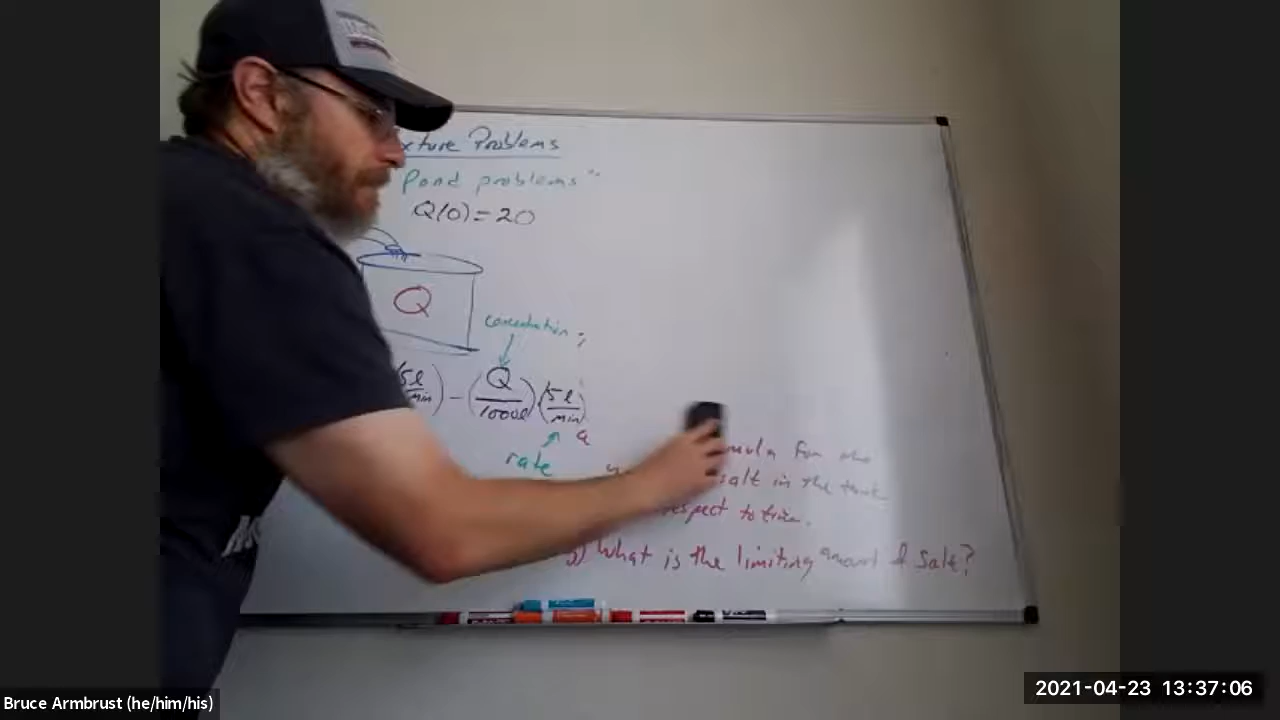 xture Problems
Pond problems"
Q(0) = 20
Q
concentration
5l/min) - (Q/1000l)(5l/min)
rate
a
mula for the
salt in the tank
respect to time.
g) What is the limiting amount of Salt?
Bruce Armbrust (he/him/his)
2021-04-23 13:37:06